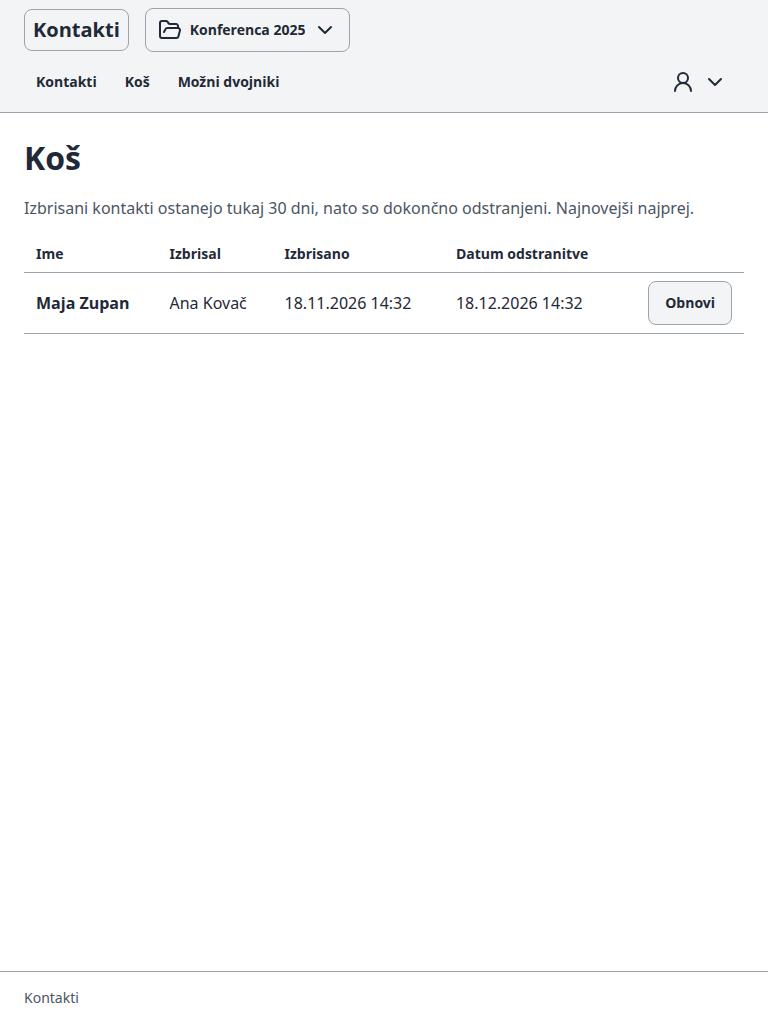 Kontakti
Konferenca 2025
Kontakti Koš Možni dvojniki
Koš
Izbrisani kontakti ostanejo tukaj 30 dni, nato so dokončno odstranjeni. Najnovejši najprej.
Ime Izbrisal Izbrisano Datum odstranitve
Maja Zupan Ana Kovač 18.11.2026 14:32 18.12.2026 14:32 Obnovi
Kontakti